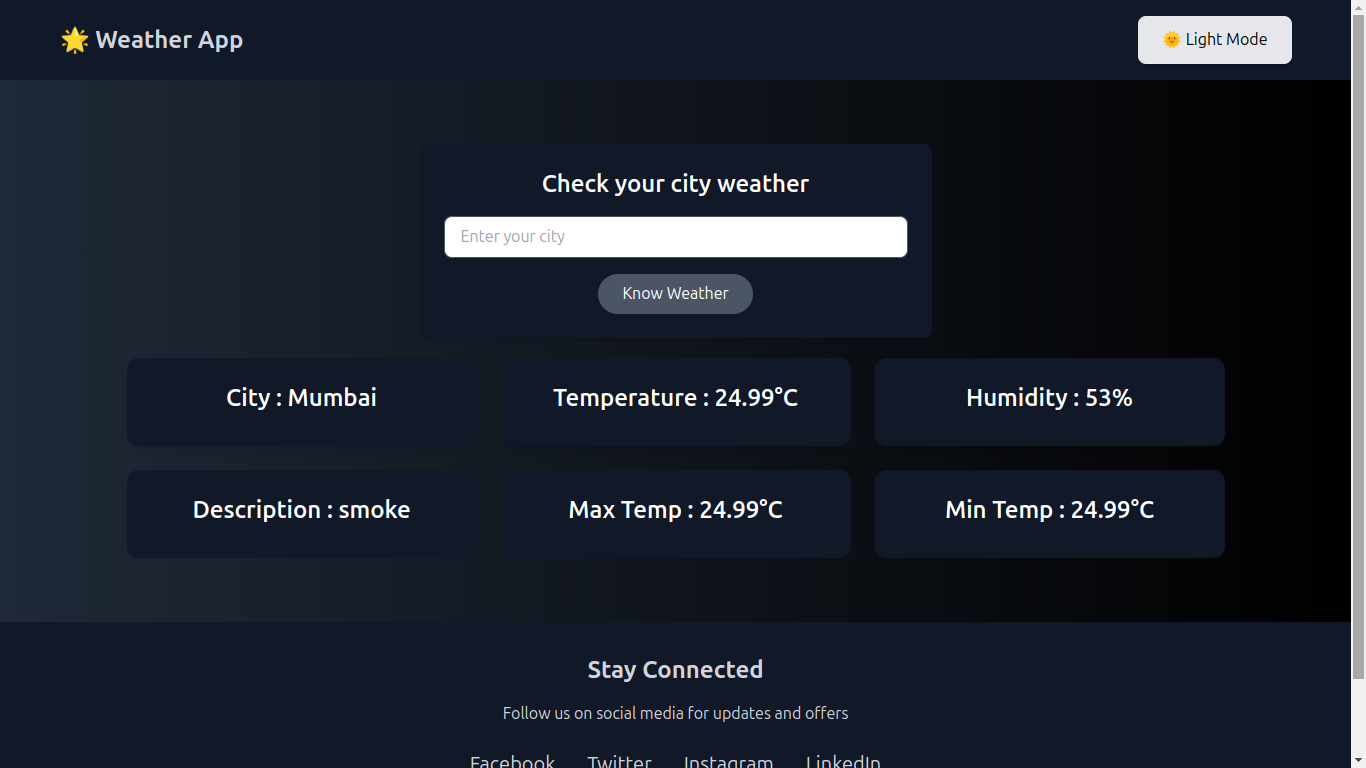 🌟 Weather App
🌞 Light Mode
Check your city weather
Enter your city
Know Weather
City : Mumbai
Temperature : 24.99°C
Humidity : 53%
Description : smoke
Max Temp : 24.99°C
Min Temp : 24.99°C
Stay Connected
Follow us on social media for updates and offers
Facebook Twitter Instagram LinkedIn